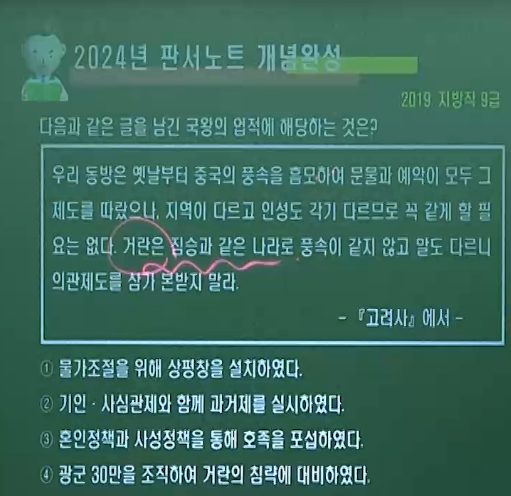 2024년 판서노트 개념완성
2019 지방직 9급
다음과 같은 글을 남긴 국왕의 업적에 해당하는 것은?
우리 동방은 옛날부터 중국의 풍속을 흠모하여 문물과 예악이 모두 그
제도를 따랐으나, 지역이 다르고 인성도 각기 다르므로 꼭 같게 할 필
요는 없다. 거란은 짐승과 같은 나라로 풍속이 같지 않고 말도 다르니
의관제도를 삼가 본받지 말라.
- 『고려사』에서 -
① 물가조절을 위해 상평창을 설치하였다.
② 기인 · 사심관제와 함께 과거제를 실시하였다.
③ 혼인정책과 사성정책을 통해 호족을 포섭하였다.
④ 광군 30만을 조직하여 거란의 침략에 대비하였다.